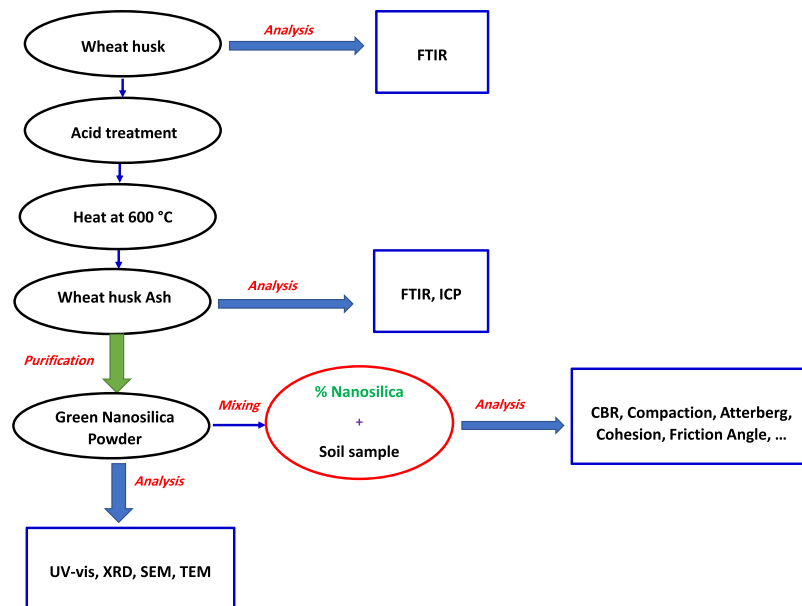 Wheat husk
Analysis
FTIR
Acid treatment
Heat at 600 °C
Wheat husk Ash
Analysis
FTIR, ICP
Purification
Green Nanosilica
Powder
Mixing
% Nanosilica
+
Soil sample
Analysis
CBR, Compaction, Atterberg,
Cohesion, Friction Angle, ...
Analysis
UV-vis, XRD, SEM, TEM